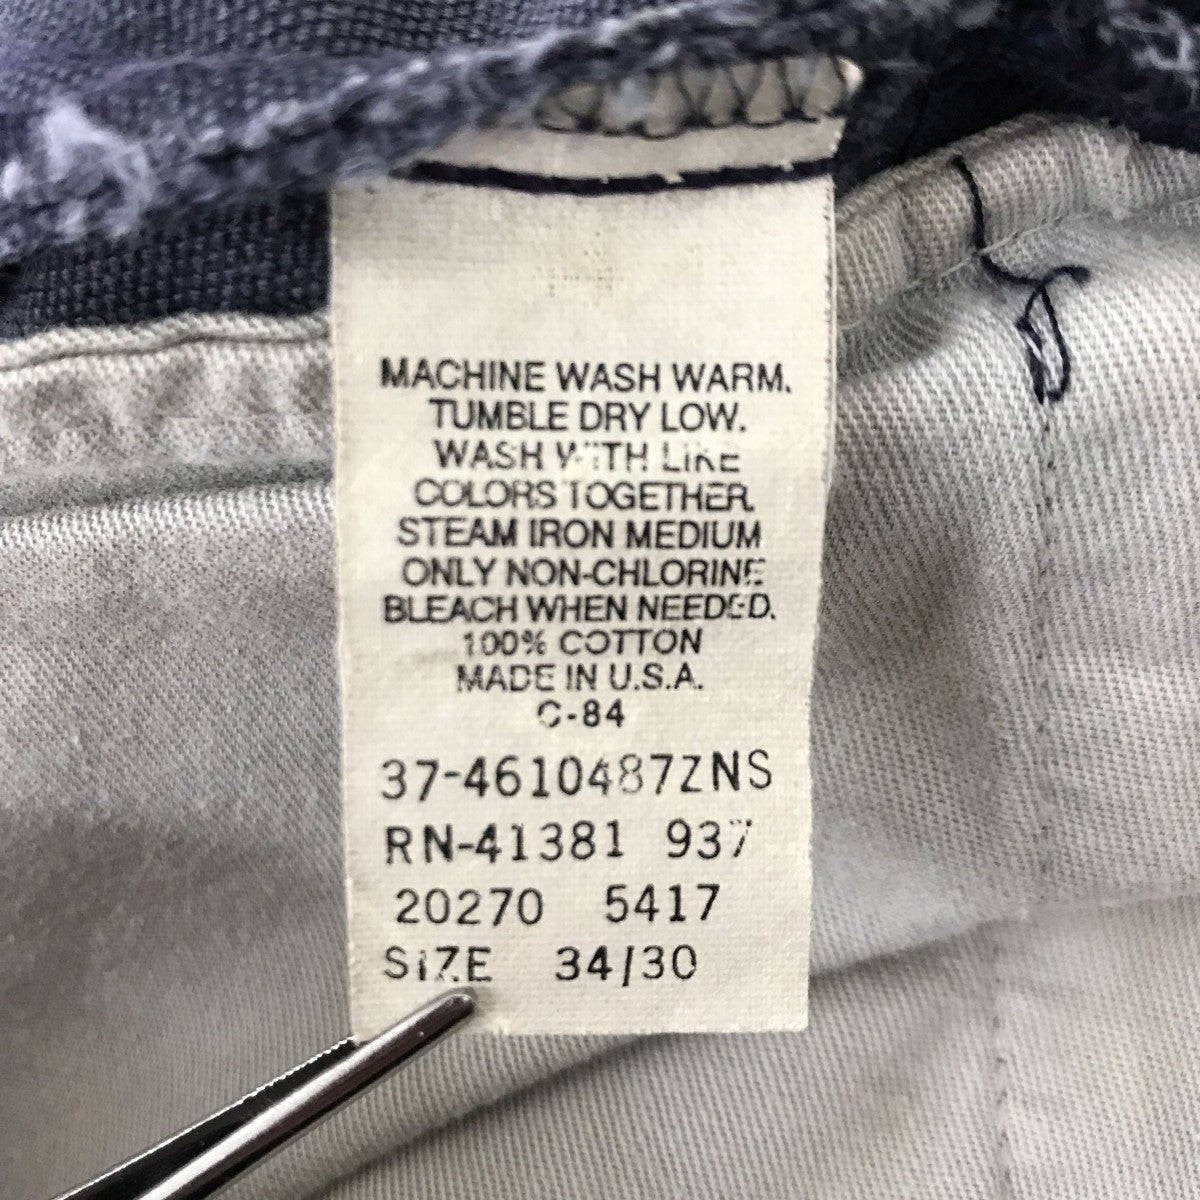 MACHINE WASH WARM.
TUMBLE DRY LOW.
WASH WITH LIKE
COLORS TOGETHER.
STEAM IRON MEDIUM
ONLY NON-CHLORINE
BLEACH WHEN NEEDED.
100% COTTON
MADE IN U.S.A.
C-84
37-4610487ZNS
RN-41381 937
20270 5417
SIZE 34/30